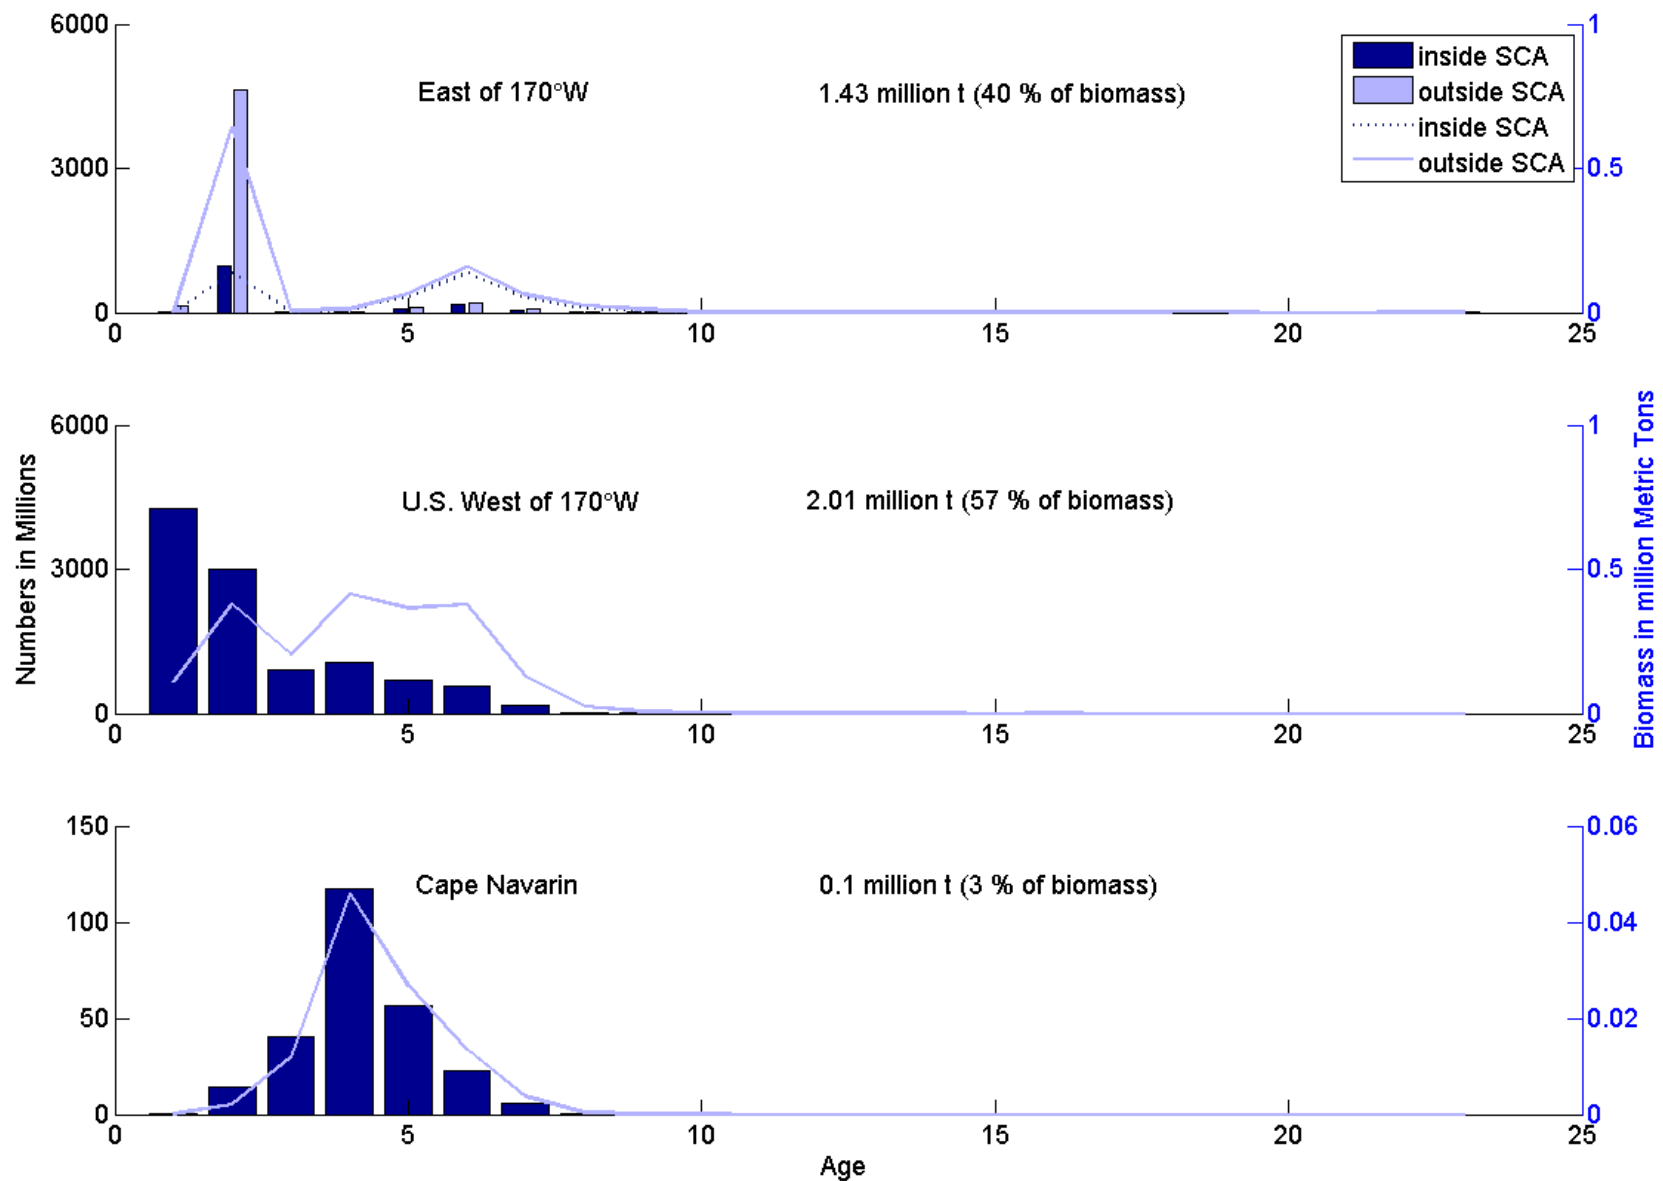 6000
3000
0
East of 170°W
1.43 million t (40 % of biomass)
inside SCA
outside SCA
inside SCA
outside SCA
1
0.5
0
0
5
10
15
20
25
Numbers in Millions
6000
3000
0
U.S. West of 170°W
2.01 million t (57 % of biomass)
1
0.5
0
Biomass in million Metric Tons
0
5
10
15
20
25
150
100
50
0
Cape Navarin
0.1 million t (3 % of biomass)
0.06
0.04
0.02
0
0
5
10
15
20
25
Age